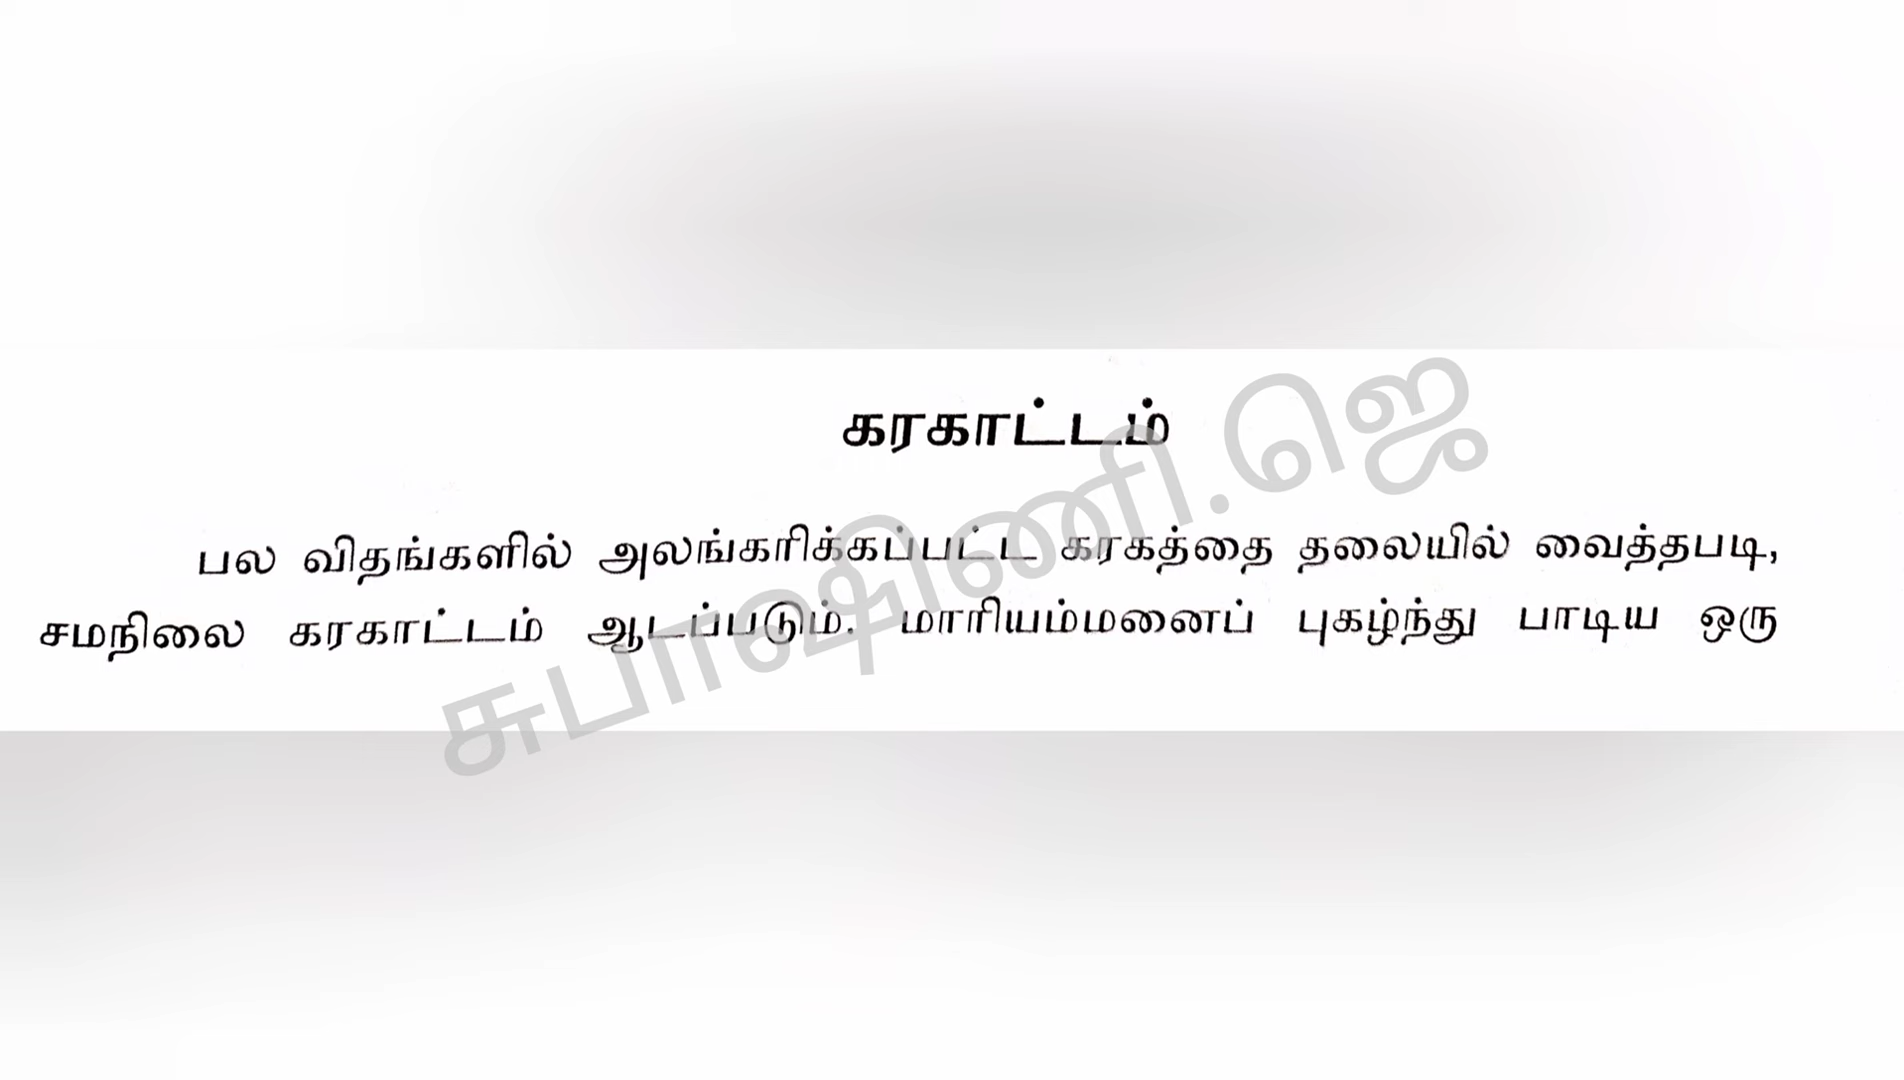 கரகாட்டம்
பல விதங்களில் அலங்கரிக்கப்பட்ட கரகத்தை தலையில் வைத்தபடி,
சமநிலை கரகாட்டம் ஆடப்படும். மாரியம்மனைப் புகழ்ந்து பாடிய ஒரு
சுபாஷினி.ஜெ